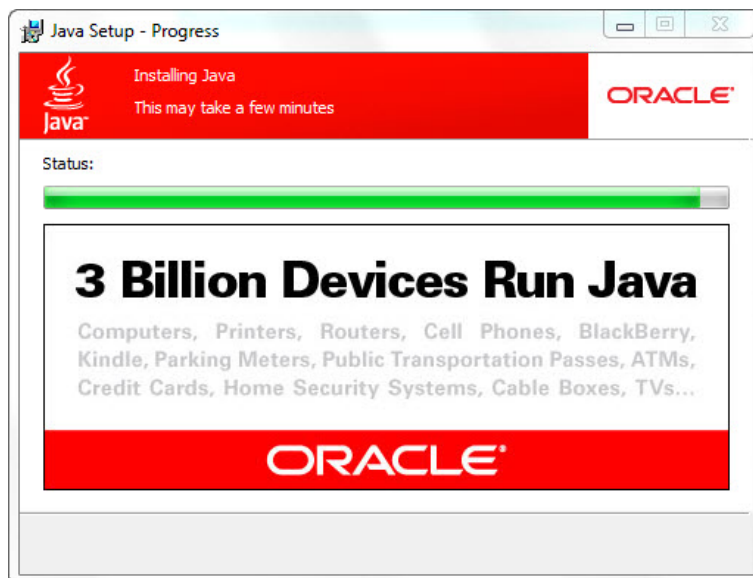 Java Setup - Progress
Installing Java
This may take a few minutes
Java™
ORACLE®
Status:
3 Billion Devices Run Java
Computers, Printers, Routers, Cell Phones, BlackBerry,
Kindle, Parking Meters, Public Transportation Passes, ATMs,
Credit Cards, Home Security Systems, Cable Boxes, TVs...
ORACLE®